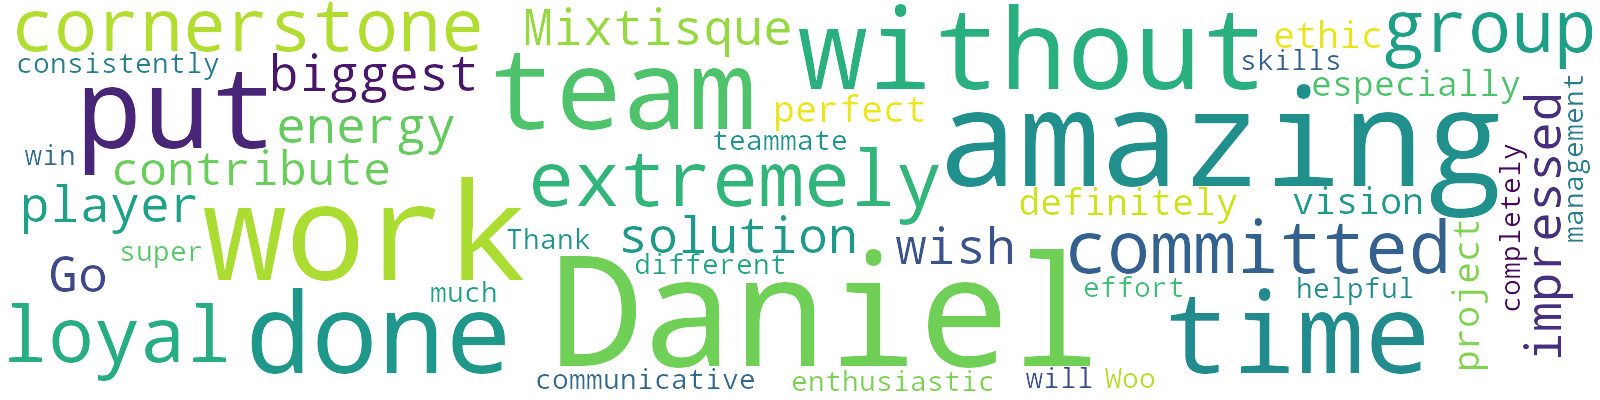 cornerstone
Mixtisque
without
ethic
group
consistently
biggest
team
skills
especially
put
energy
perfect
amazing
management
win
contribute
teammate
extremely
impressed
completely
player
work
definitely
vision
super
Thank
solution
wish
committed
project
Go
different
Daniel
effort
helpful
much
loyal
done
time
communicative
enthusiastic
will
Woo